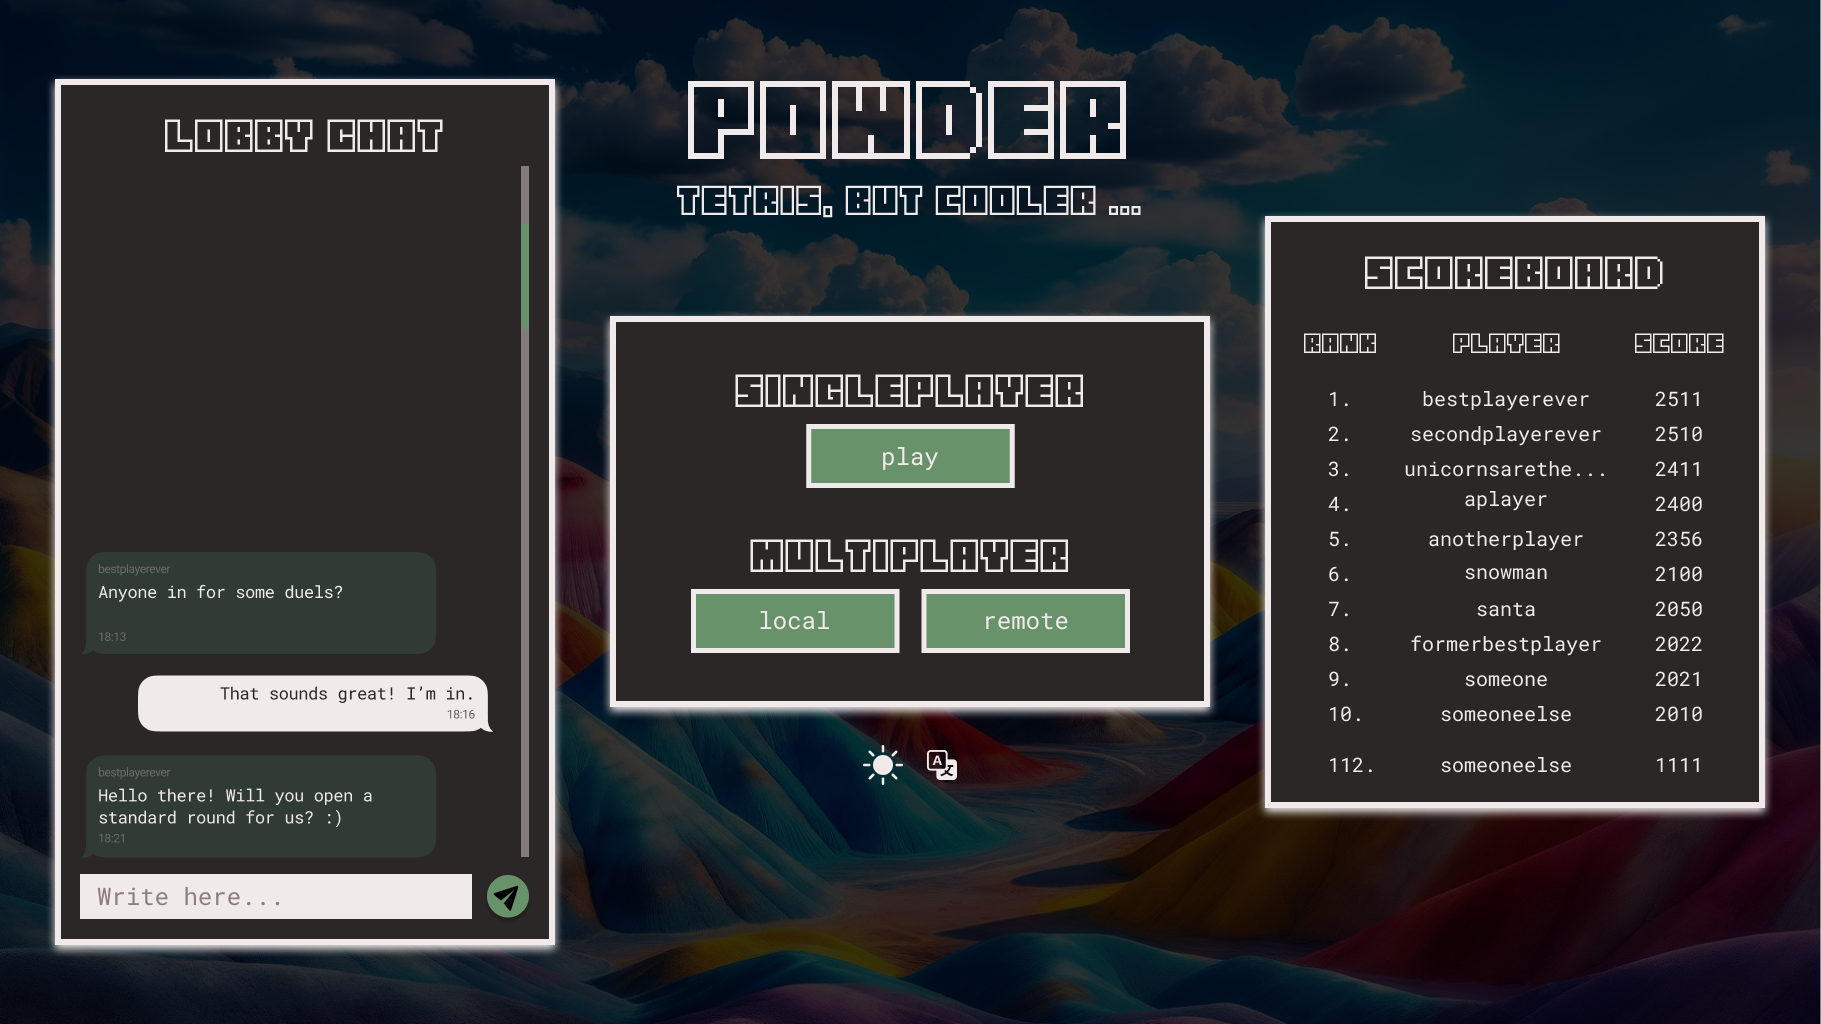 POWDER
TETRIS, BUT COOLER ...
LOBBY CHAT
bestplayerever
Anyone in for some duels?
18:13
That sounds great! I’m in.
18:16
bestplayerever
Hello there! Will you open a
standard round for us? :)
18:21
Write here...
SINGLEPLAYER
play
MULTIPLAYER
local remote
A
SCOREBOARD
RANK PLAYER SCORE
1. bestplayerever 2511
2. secondplayerever 2510
3. unicornsarethe... 2411
4. aplayer 2400
5. anotherplayer 2356
6. snowman 2100
7. santa 2050
8. formerbestplayer 2022
9. someone 2021
10. someoneelse 2010
112. someoneelse 1111